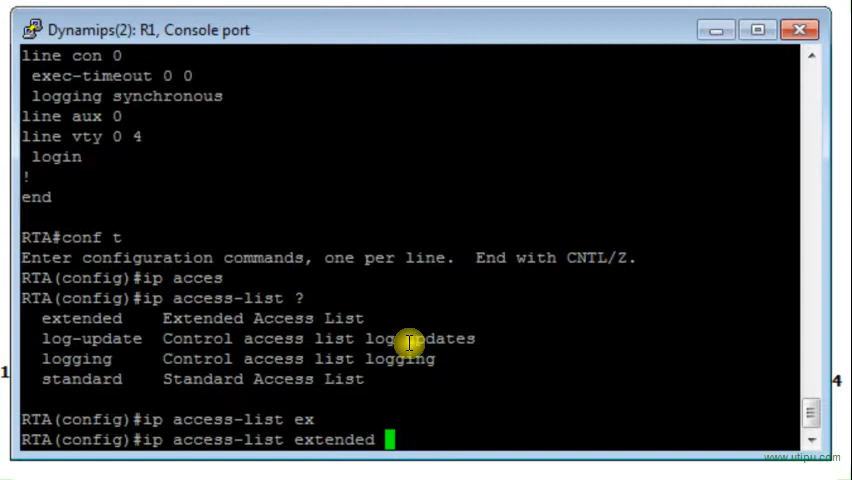 Dynamips(2): R1, Console port
line con 0
exec-timeout 0 0
logging synchronous
line aux 0
line vty 0 4
login
!
end
RTA#conf t
Enter configuration commands, one per line. End with CNTL/Z.
RTA(config)#ip acces
RTA(config)#ip access-list ?
extended Extended Access List
log-update Control access list log updates
logging Control access list logging
standard Standard Access List
1
4
RTA(config)#ip access-list ex
RTA(config)#ip access-list extended
www.utipu.com